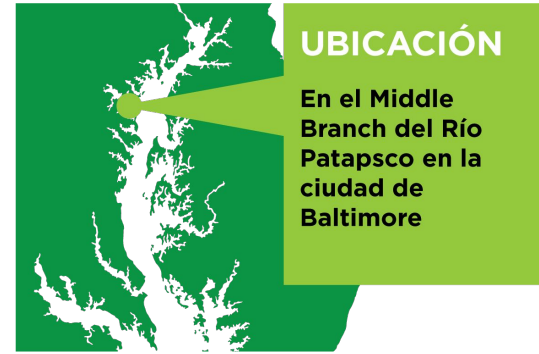 UBICACIÓN
En el Middle
Branch del Río
Patapsco en la
ciudad de
Baltimore